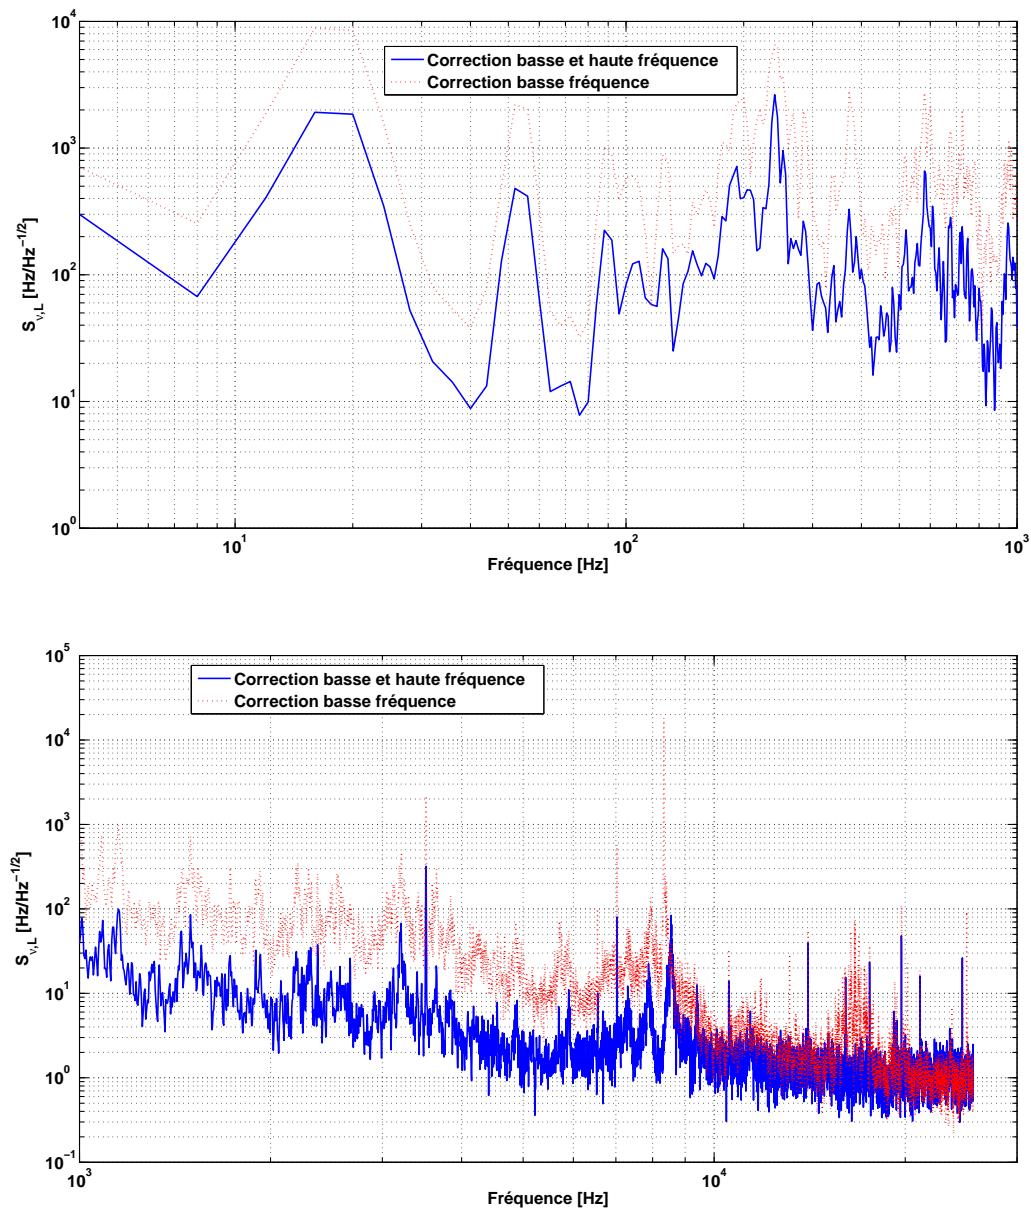 10^4
10^3
10^2
10^1
10^0
S_ν,L [Hz/Hz^−1/2]
Correction basse et haute fréquence
Correction basse fréquence
10^1
10^2
10^3
Fréquence [Hz]
10^5
10^4
10^3
10^2
10^1
10^0
10^−1
S_ν,L [Hz/Hz^−1/2]
Correction basse et haute fréquence
Correction basse fréquence
10^3
10^4
Fréquence [Hz]